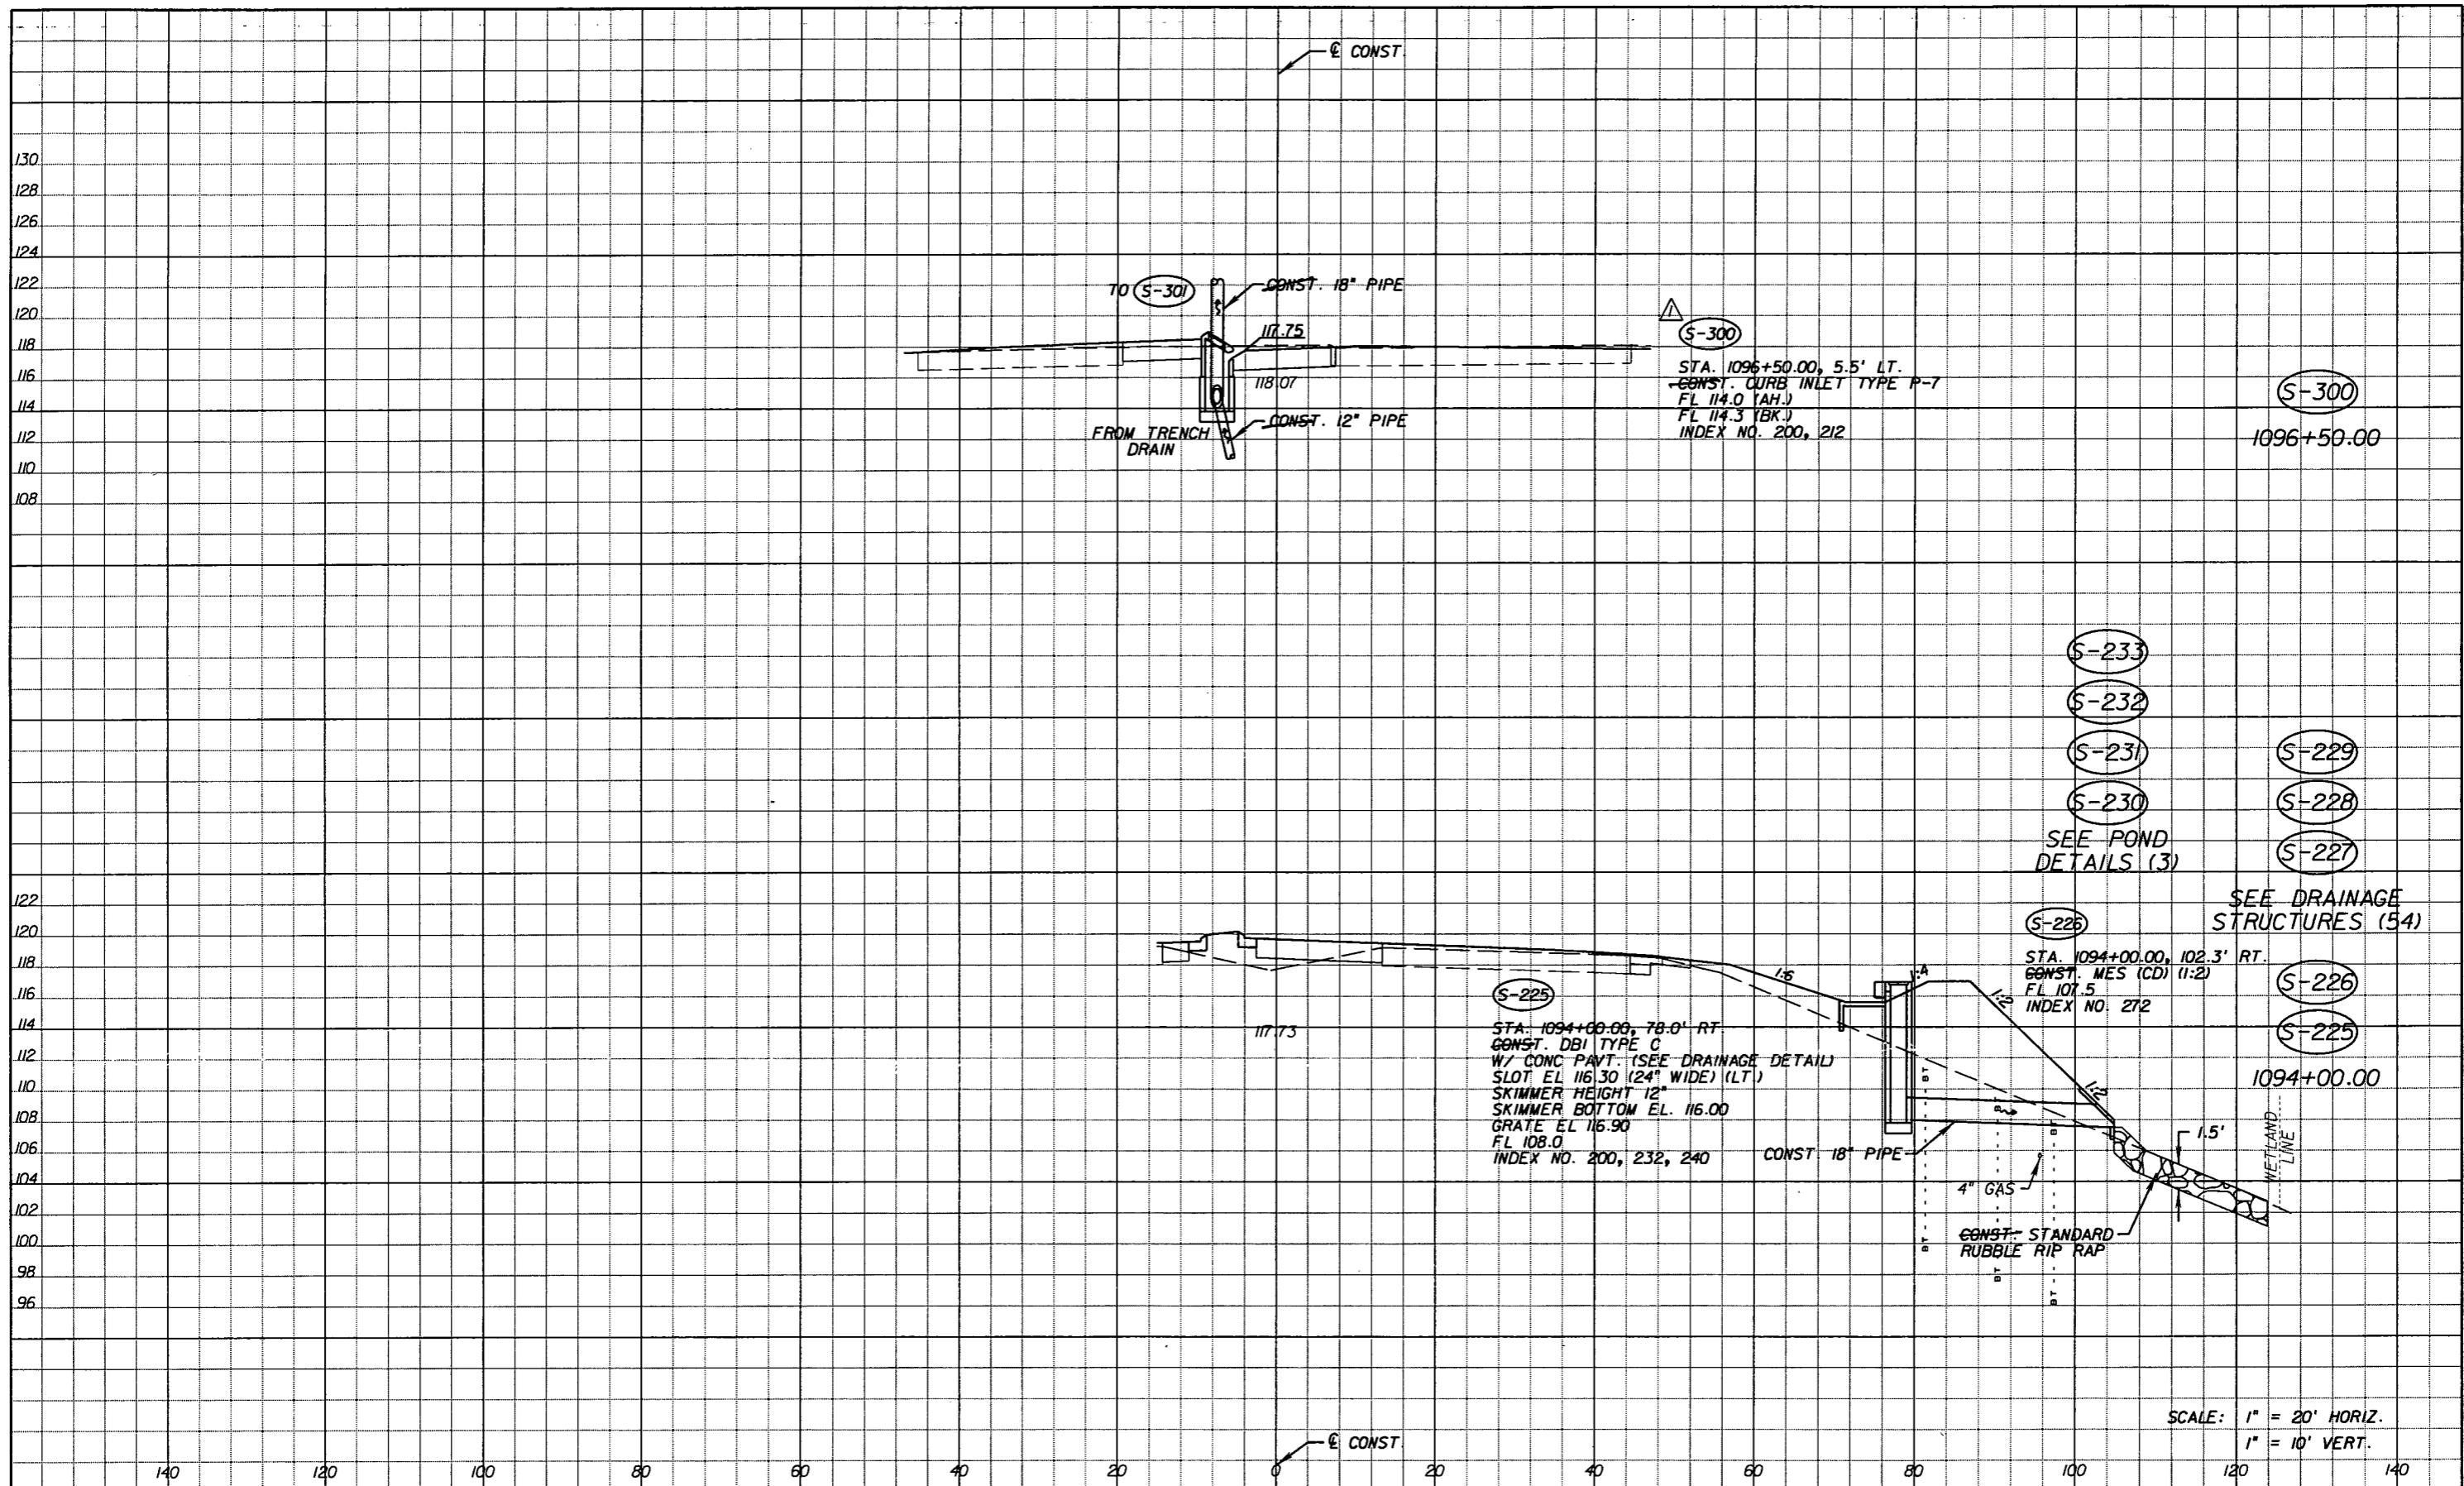 ℄ CONST.
130
128
126
124
122
120
118
116
114
112
110
108
TO S-301
CONST. 18" PIPE
117.75
118.07
CONST. 12" PIPE
FROM TRENCH
DRAIN
1
S-300
STA. 1096+50.00, 5.5' LT.
CONST. CURB INLET TYPE P-7
FL 114.0 (AH.)
FL 114.3 (BK.)
INDEX NO. 200, 212
S-300
1096+50.00
S-233
S-232
S-231
S-230
SEE POND
DETAILS (3)
S-229
S-228
S-227
SEE DRAINAGE
STRUCTURES (54)
S-226
S-225
1094+00.00
122
120
118
116
114
112
110
108
106
104
102
100
98
96
117.73
S-225
STA. 1094+00.00, 78.0' RT.
CONST. DBI TYPE C
W/ CONC PAVT. (SEE DRAINAGE DETAIL)
SLOT EL 116.30 (24" WIDE) (LT.)
SKIMMER HEIGHT 12"
SKIMMER BOTTOM EL. 116.00
GRATE EL 116.90
FL 108.0
INDEX NO. 200, 232, 240
1:6
1:4
1:2
1:2
S-226
STA. 1094+00.00, 102.3' RT.
CONST. MES (CD) (1:2)
FL 107.5
INDEX NO. 272
CONST. 18" PIPE
BT
BT
BT
BT
BT
BT
4" GAS
1.5'
WETLAND
LINE
CONST. STANDARD
RUBBLE RIP RAP
SCALE: 1" = 20' HORIZ.
1" = 10' VERT.
℄ CONST.
140 120 100 80 60 40 20 0 20 40 60 80 100 120 140